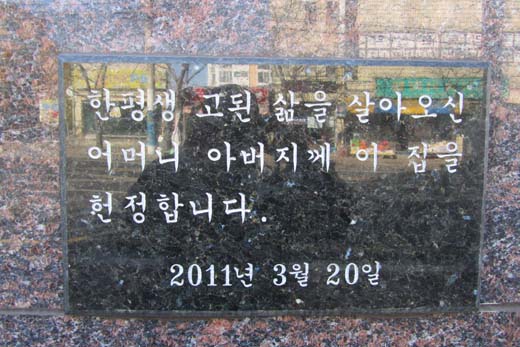 한평생 고된 삶을 살아오신
어머니 아버지께 이 집을
헌정합니다.
2011년 3월 20일